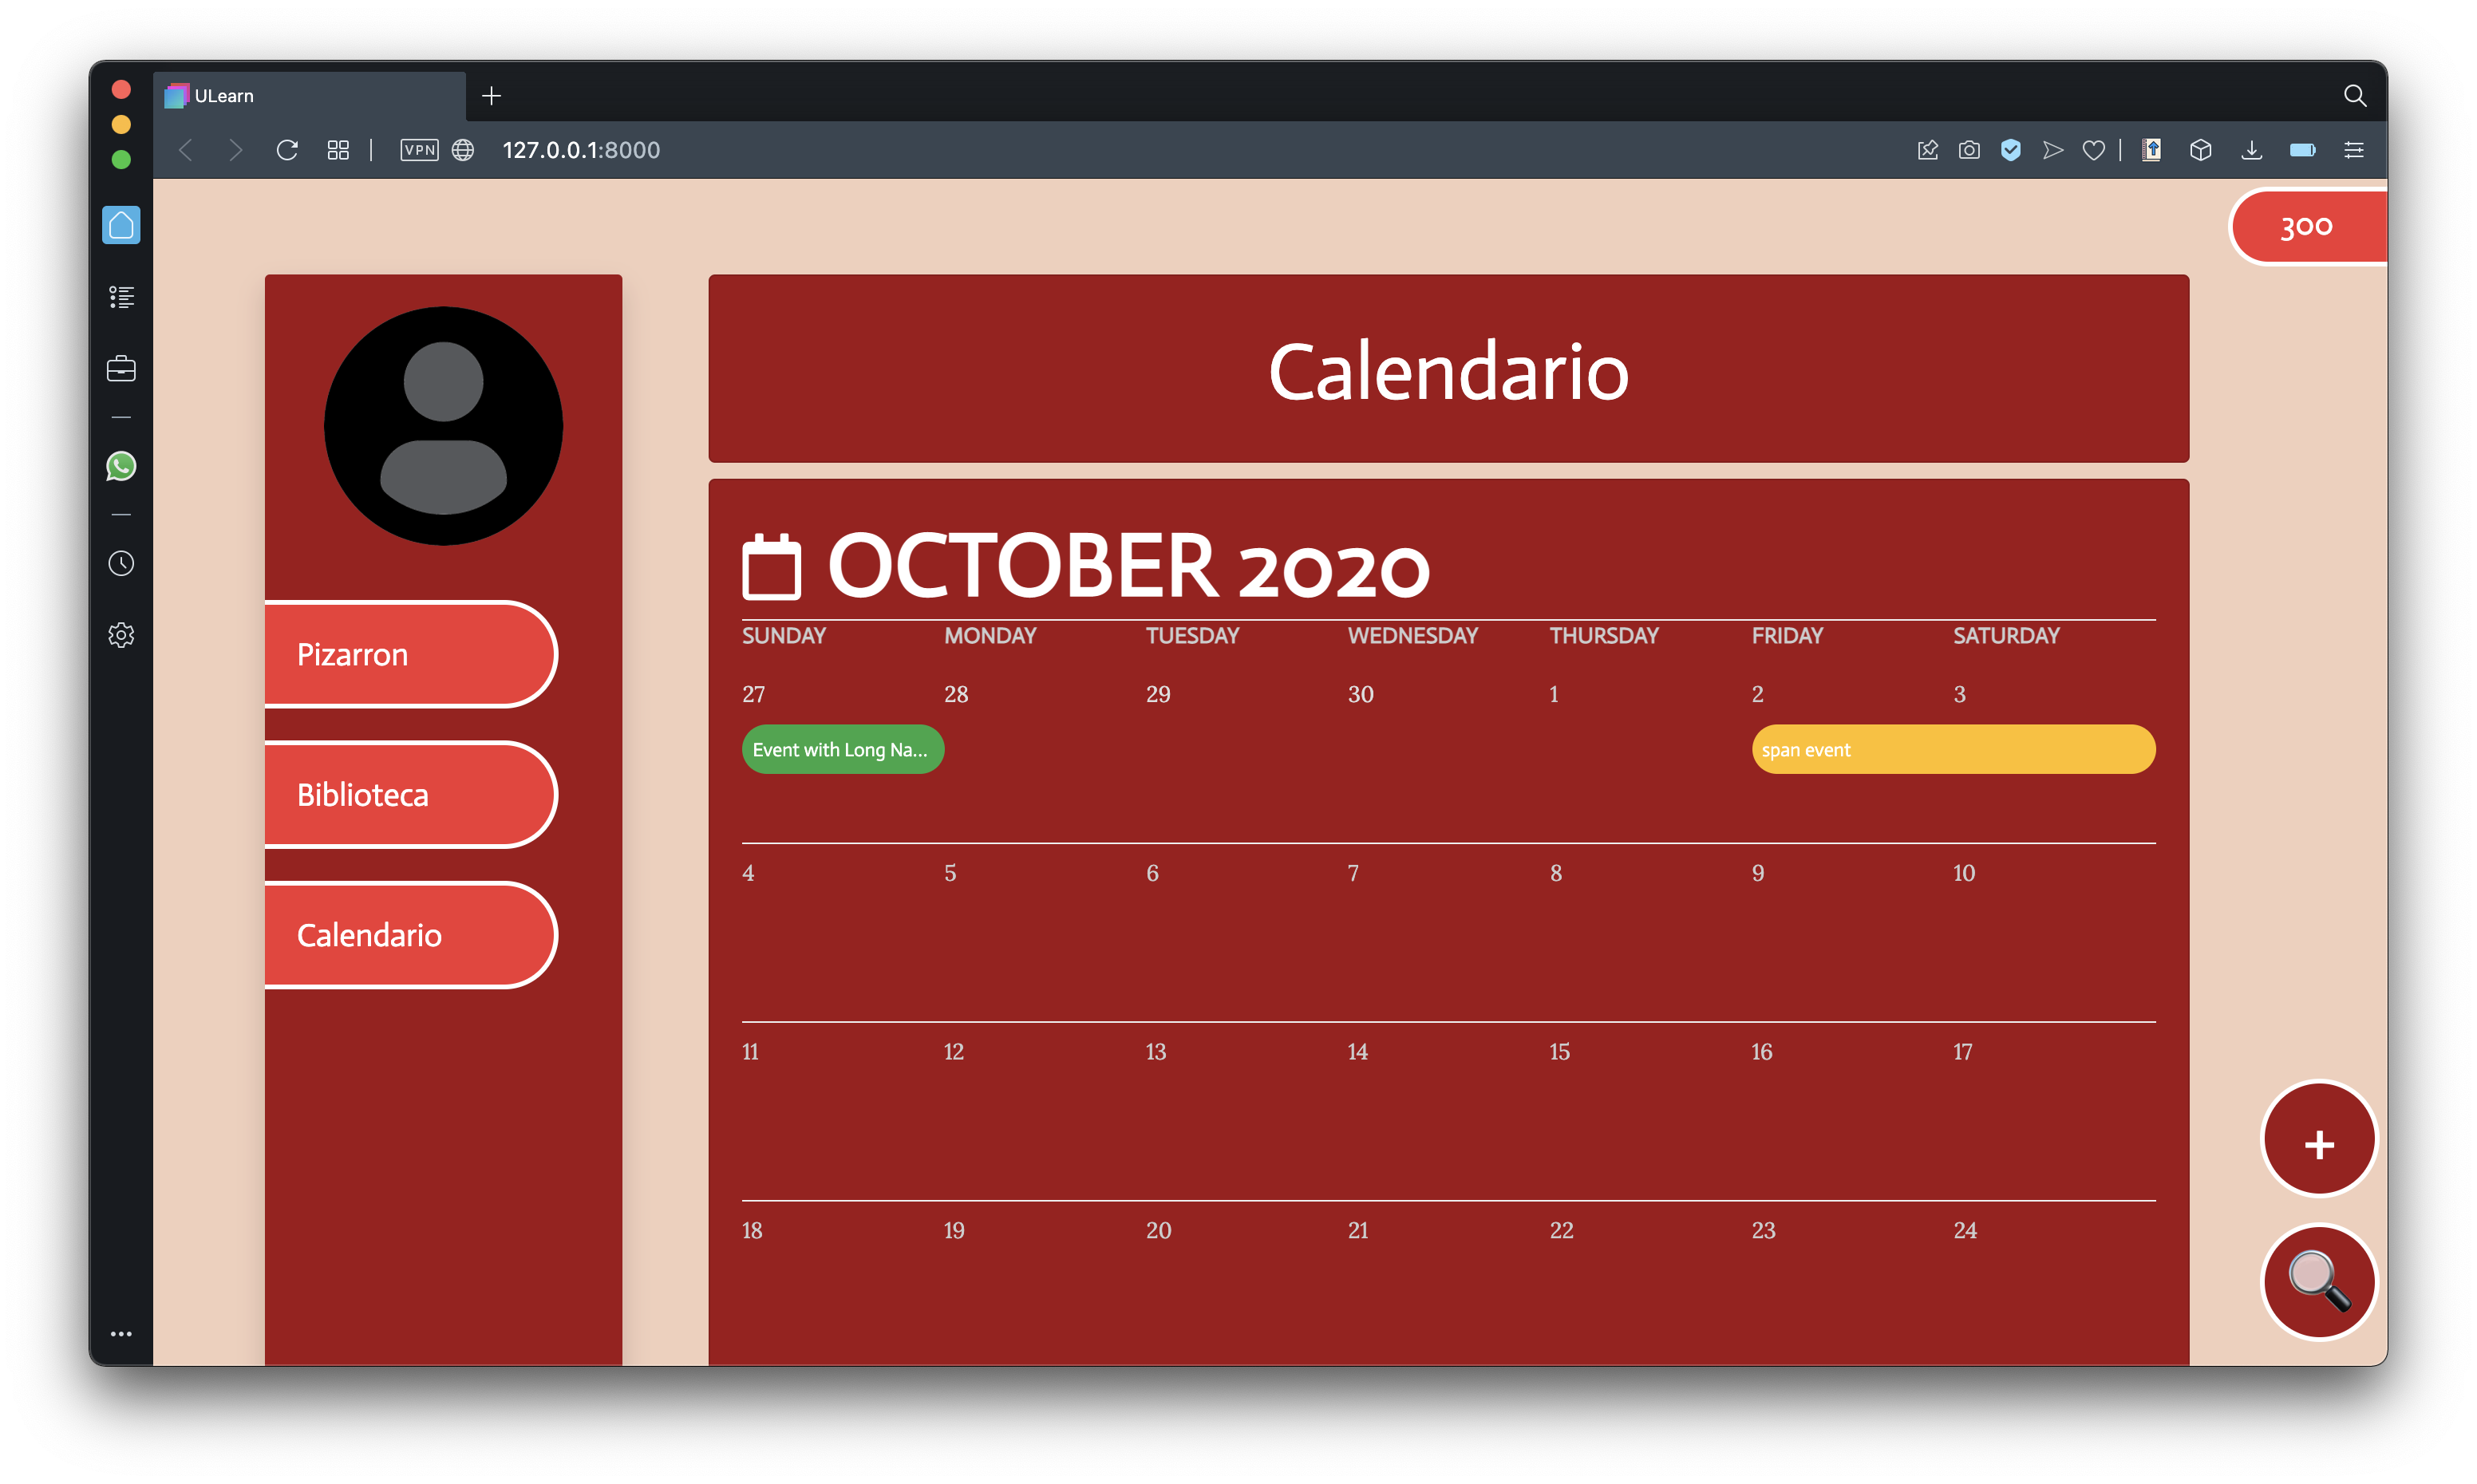 ULearn
VPN 127.0.0.1:8000
300
Calendario
Pizarron
Biblioteca
Calendario
OCTOBER 2020
SUNDAY MONDAY TUESDAY WEDNESDAY THURSDAY FRIDAY SATURDAY
27 28 29 30 1 2 3
Event with Long Na... span event
4 5 6 7 8 9 10
11 12 13 14 15 16 17
18 19 20 21 22 23 24
+